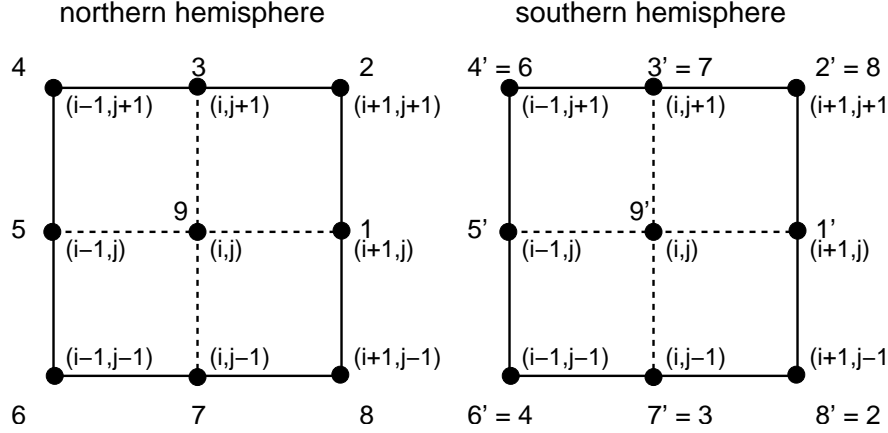 northern hemisphere southern hemisphere
4 3 2 4' = 6 3' = 7 2' = 8
(i−1,j+1) (i,j+1) (i+1,j+1) (i−1,j+1) (i,j+1) (i+1,j+1
5 9 1 5' 9' 1'
(i−1,j) (i,j) (i+1,j) (i−1,j) (i,j) (i+1,j)
(i−1,j−1) (i,j−1) (i+1,j−1) (i−1,j−1) (i,j−1) (i+1,j−1
6 7 8 6' = 4 7' = 3 8' = 2